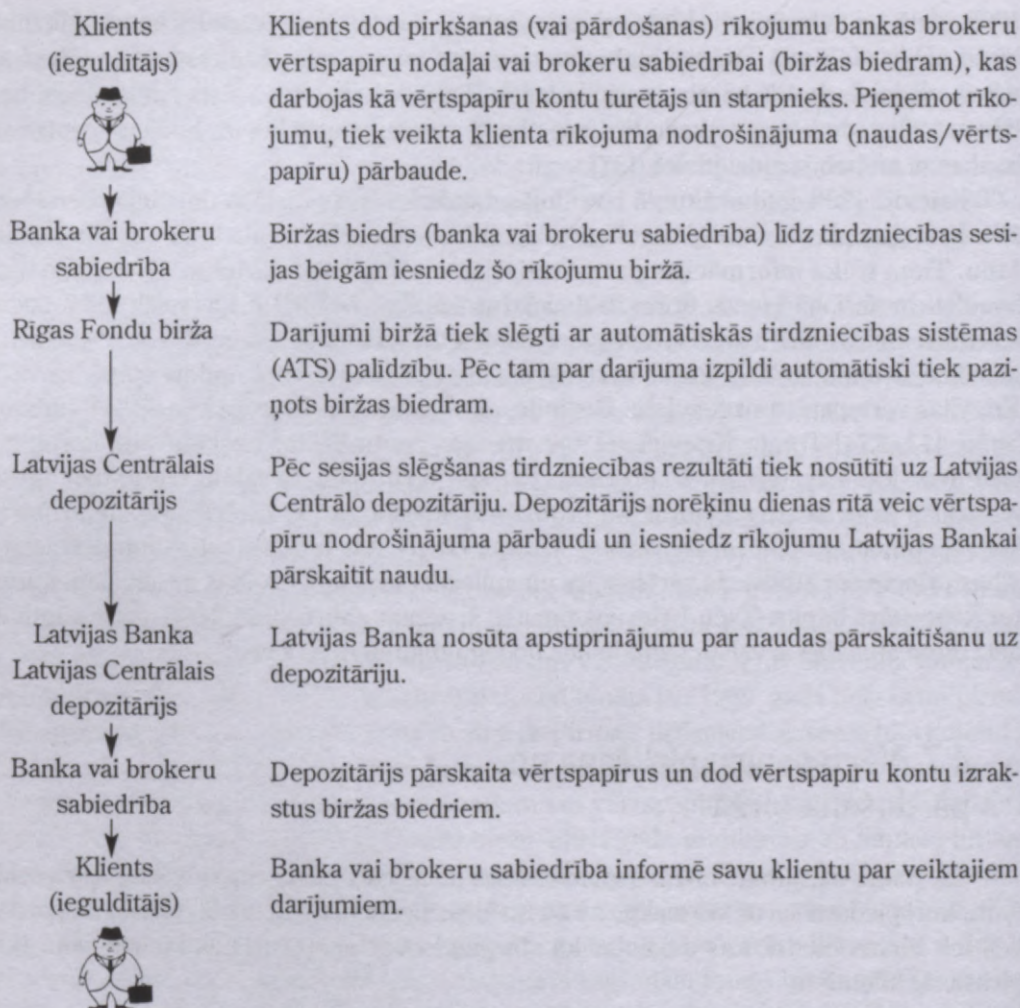 Klients
(ieguldītājs)
Klients dod pirkšanas (vai pārdošanas) rīkojumu bankas brokeru
vērtspapīru nodaļai vai brokeru sabiedrībai (biržas biedram), kas
darbojas kā vērtspapīru kontu turētājs un starpnieks. Pieņemot rīko-
jumu, tiek veikta klienta rīkojuma nodrošinājuma (naudas/vērts-
papīru) pārbaude.
Banka vai brokeru
sabiedrība
Biržas biedrs (banka vai brokeru sabiedrība) līdz tirdzniecības sesi-
jas beigām iesniedz šo rīkojumu biržā.
Rīgas Fondu birža
Darījumi biržā tiek slēgti ar automātiskās tirdzniecības sistēmas
(ATS) palīdzību. Pēc tam par darījuma izpildi automātiski tiek pazi-
ņots biržas biedram.
Latvijas Centrālais
depozitārijs
Pēc sesijas slēgšanas tirdzniecības rezultāti tiek nosūtīti uz Latvijas
Centrālo depozitāriju. Depozitārijs norēķinu dienas rītā veic vērtspa-
pīru nodrošinājuma pārbaudi un iesniedz rīkojumu Latvijas Bankai
pārskaitīt naudu.
Latvijas Banka
Latvijas Centrālais
depozitārijs
Latvijas Banka nosūta apstiprinājumu par naudas pārskaitīšanu uz
depozitāriju.
Banka vai brokeru
sabiedrība
Depozitārijs pārskaita vērtspapīrus un dod vērtspapīru kontu izrak-
stus biržas biedriem.
Klients
(ieguldītājs)
Banka vai brokeru sabiedrība informē savu klientu par veiktajiem
darījumiem.